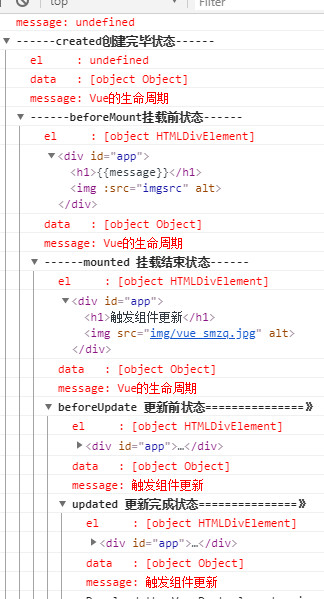 top
Filter
message: undefined
------created创建完毕状态------
el : undefined
data : [object Object]
message: Vue的生命周期
------beforeMount挂载前状态------
el : [object HTMLDivElement]
<div id="app">
<h1>{{message}}</h1>
<img :src="imgsrc" alt>
</div>
data : [object Object]
message: Vue的生命周期
------mounted 挂载结束状态------
el : [object HTMLDivElement]
<div id="app">
<h1>触发组件更新</h1>
<img src="img/vue_smzq.jpg" alt>
</div>
data : [object Object]
message: Vue的生命周期
beforeUpdate 更新前状态===============》
el : [object HTMLDivElement]
<div id="app">…</div>
data : [object Object]
message: 触发组件更新
updated 更新完成状态===============》
el : [object HTMLDivElement]
<div id="app">…</div>
data : [object Object]
message: 触发组件更新